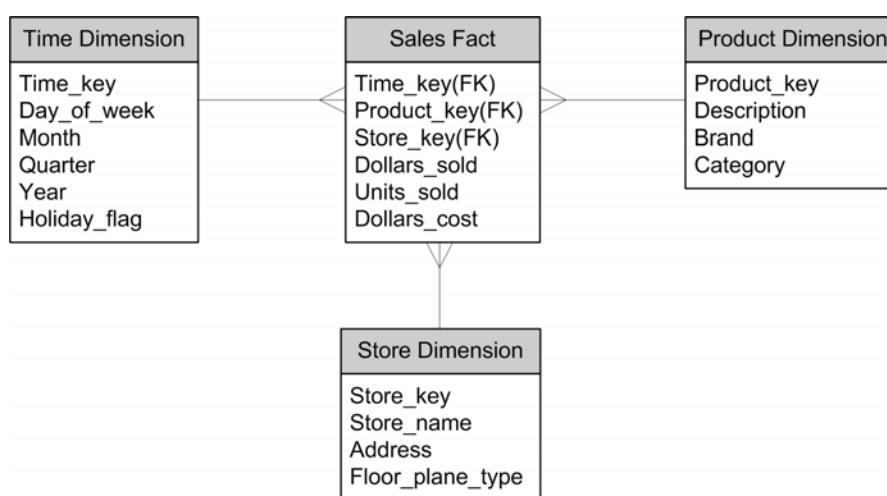 Time Dimension
Time_key
Day_of_week
Month
Quarter
Year
Holiday_flag
Sales Fact
Time_key(FK)
Product_key(FK)
Store_key(FK)
Dollars_sold
Units_sold
Dollars_cost
Product Dimension
Product_key
Description
Brand
Category
Store Dimension
Store_key
Store_name
Address
Floor_plane_type